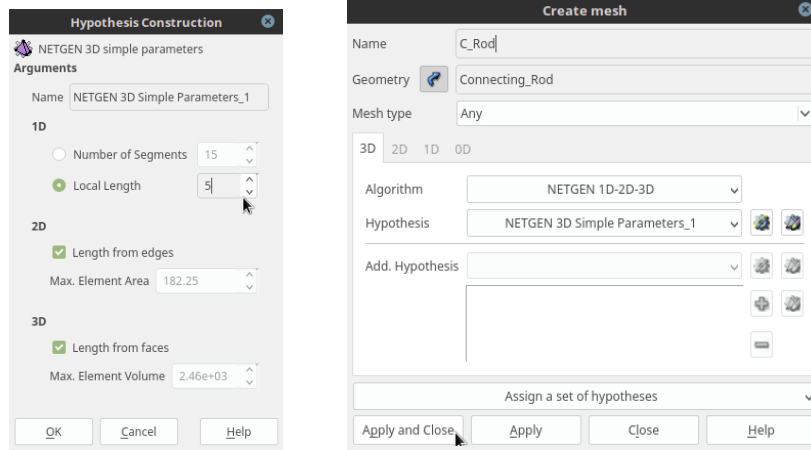 Hypothesis Construction
NETGEN 3D simple parameters
Arguments
Name NETGEN 3D Simple Parameters_1
1D
Number of Segments 15
Local Length 5
2D
Length from edges
Max. Element Area 182.25
3D
Length from faces
Max. Element Volume 2.46e+03
OK Cancel Help
Create mesh
Name C_Rod
Geometry Connecting_Rod
Mesh type Any
3D 2D 1D 0D
Algorithm NETGEN 1D-2D-3D
Hypothesis NETGEN 3D Simple Parameters_1
Add. Hypothesis
Assign a set of hypotheses
Apply and Close Apply Close Help